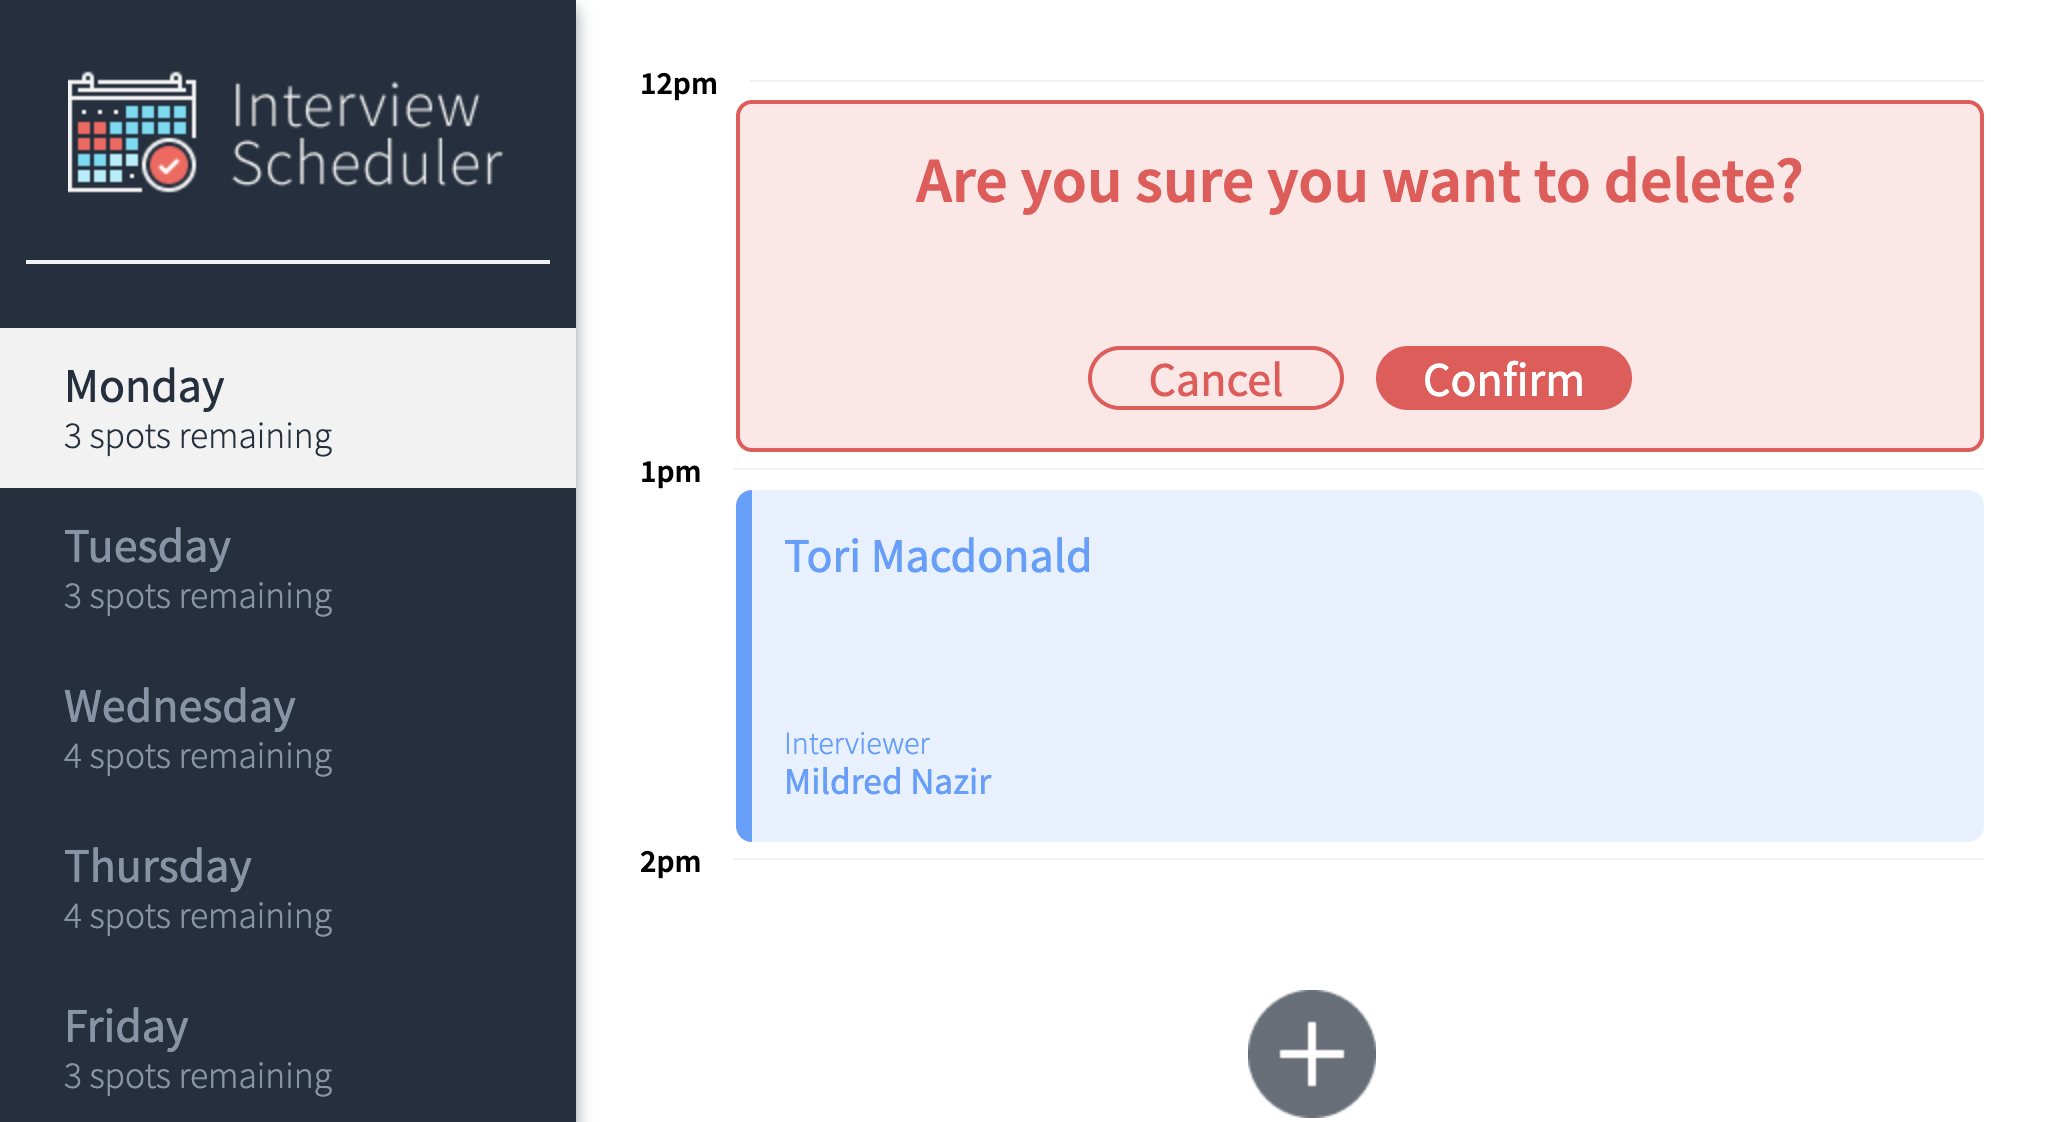 Interview
Scheduler
Monday
3 spots remaining
Tuesday
3 spots remaining
Wednesday
4 spots remaining
Thursday
4 spots remaining
Friday
3 spots remaining
12pm
Are you sure you want to delete?
Cancel
Confirm
1pm
Tori Macdonald
Interviewer
Mildred Nazir
2pm